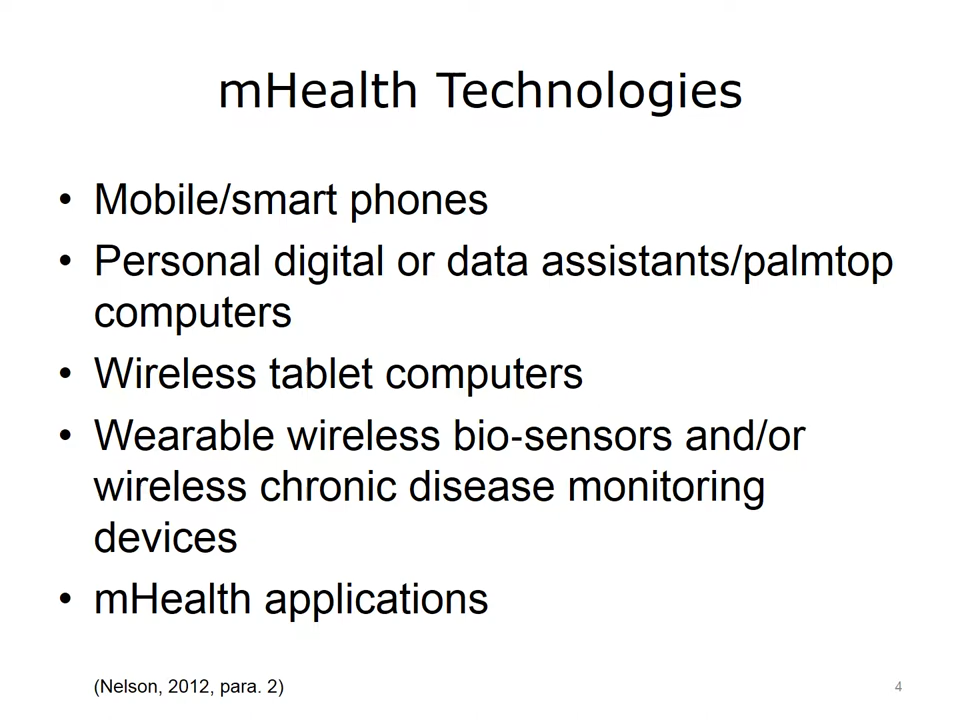 mHealth Technologies
• Mobile/smart phones
• Personal digital or data assistants/palmtop
computers
• Wireless tablet computers
• Wearable wireless bio-sensors and/or
wireless chronic disease monitoring
devices
• mHealth applications
(Nelson, 2012, para. 2)
4